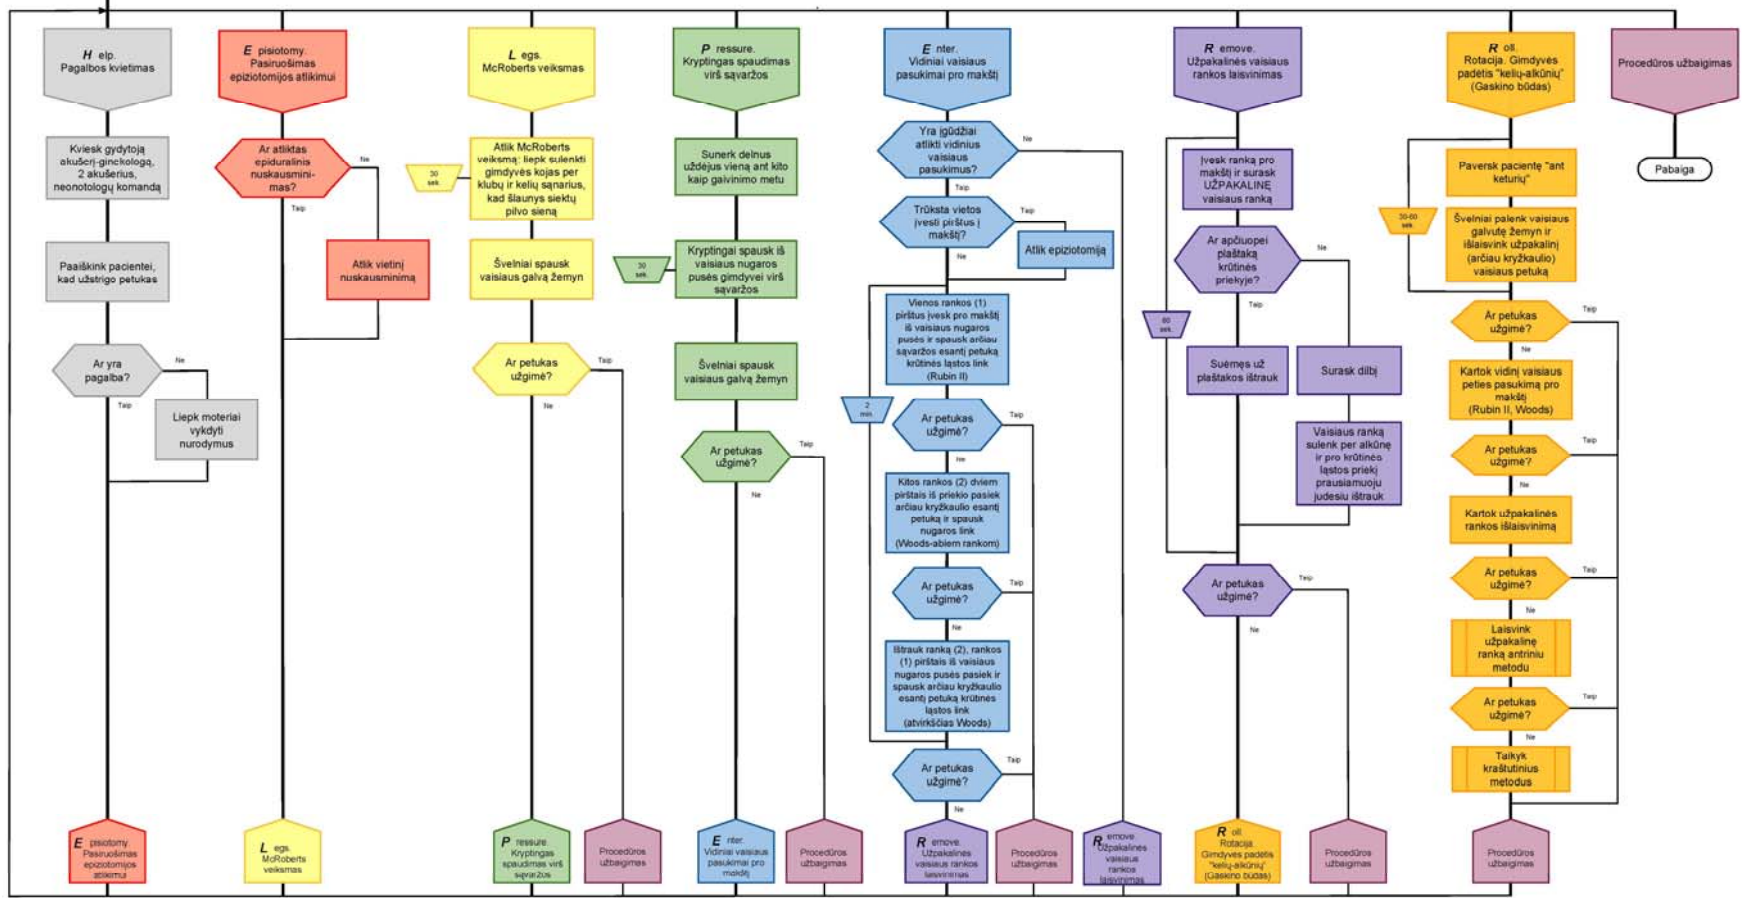 H elp.
Pagalbos kvietimas
Kviesk gydytoją
akušerį-ginekologą,
2 akušerius,
neonotologų komandą
Paaiškink pacientei,
kad užstrigo petukas
Ar yra
pagalba?
Ne
Taip
Liepk moteriai
vykdyti
nurodymus
E pisiotomy.
Pasiruošimas
epiziotomijos
atlikimui
E pisiotomy.
Pasiruošimas
epiziotomijos atlikimui
Ar atliktas
epiduralinis
nuskausmini-
mas?
Ne
Taip
Atlik vietinį
nuskausminimą
L egs.
McRoberts
veiksmas
L egs.
McRoberts veiksmas
30
sek.
Atlik McRoberts
veiksmą: liepk sulenkti
gimdyvės kojas per
klubų ir kelių sąnarius,
kad šlaunys siektų
pilvo sieną
Švelniai spausk
vaisiaus galvą žemyn
Ar petukas
užgimė?
Taip
Ne
P ressure.
Kryptingas
spaudimas virš
sąvaržos
Procedūros
užbaigimas
P ressure.
Kryptingas spaudimas
virš sąvaržos
Sunerk delnus
uždėjus vieną ant kito
kaip gaivinimo metu
30
sek.
Kryptingai spausk iš
vaisiaus nugaros
pusės gimdyvei virš
sąvaržos
Švelniai spausk
vaisiaus galvą žemyn
Ar petukas
užgimė?
Taip
Ne
E nter.
Vidiniai vaisiaus
pasukimai pro
makštį
Procedūros
užbaigimas
E nter.
Vidiniai vaisiaus
pasukimai pro makštį
Yra įgūdžiai
atlikti vidinius
vaisiaus
pasukimus?
Ne
Taip
Trūksta vietos
įvesti pirštus į
makštį?
Taip
Ne
Atlik epiziotomiją
Vienos rankos (1)
pirštus įvesk pro makštį
iš vaisiaus nugaros
pusės ir spausk arčiau
sąvaržos esantį petuką
krūtinės ląstos link
(Rubin II)
2
min.
Ar petukas
užgimė?
Taip
Ne
Kitos rankos (2) dviem
pirštais iš priekio pasiek
arčiau kryžkaulio esantį
petuką ir spausk
nugaros link
(Woods-abiem rankom)
Ar petukas
užgimė?
Taip
Ne
Ištrauk ranką (2), rankos
(1) pirštais iš vaisiaus
nugaros pusės pasiek ir
spausk arčiau kryžkaulio
esantį petuką krūtinės
ląstos link
(atvirkščias Woods)
Ar petukas
užgimė?
Taip
Ne
R emove.
Užpakalinės
vaisiaus rankos
laisvinimas
Procedūros
užbaigimas
R emove.
Užpakalinės
vaisiaus
rankos
laisvinimas
R emove.
Užpakalinės vaisiaus
rankos laisvinimas
Įvesk ranką pro
makštį ir surask
UŽPAKALINĘ
vaisiaus ranką
Ar apčiuopei
plaštaką
krūtinės
priekyje?
Ne
Taip
60
sek.
Suėmęs už
plaštakos ištrauk
Surask dilbį
Vaisiaus ranką
sulenk per alkūnę
ir pro krūtinės
ląstos priekį
prausiamuoju
judesiu ištrauk
Ar petukas
užgimė?
Taip
Ne
R oll.
Rotacija.
Gimdyvės padėtis
"kelių-alkūnių"
(Gaskino būdas)
Procedūros
užbaigimas
R oll.
Rotacija. Gimdyvės
padėtis "kelių-alkūnių"
(Gaskino būdas)
Paversk pacientę "ant
keturių"
30-60
sek.
Švelniai palenk vaisiaus
galvutę žemyn ir
išlaisvink užpakalinį
(arčiau kryžkaulio)
vaisiaus petuką
Ar petukas
užgimė?
Taip
Ne
Kartok vidinį vaisiaus
peties pasukimą pro
makštį
(Rubin II, Woods)
Ar petukas
užgimė?
Taip
Ne
Kartok užpakalinės
rankos išlaisvinimą
Ar petukas
užgimė?
Taip
Ne
Laisvink
užpakalinę
ranką antriniu
metodu
Ar petukas
užgimė?
Taip
Ne
Taikyk
kraštutinius
metodus
Procedūros
užbaigimas
Procedūros užbaigimas
Pabaiga